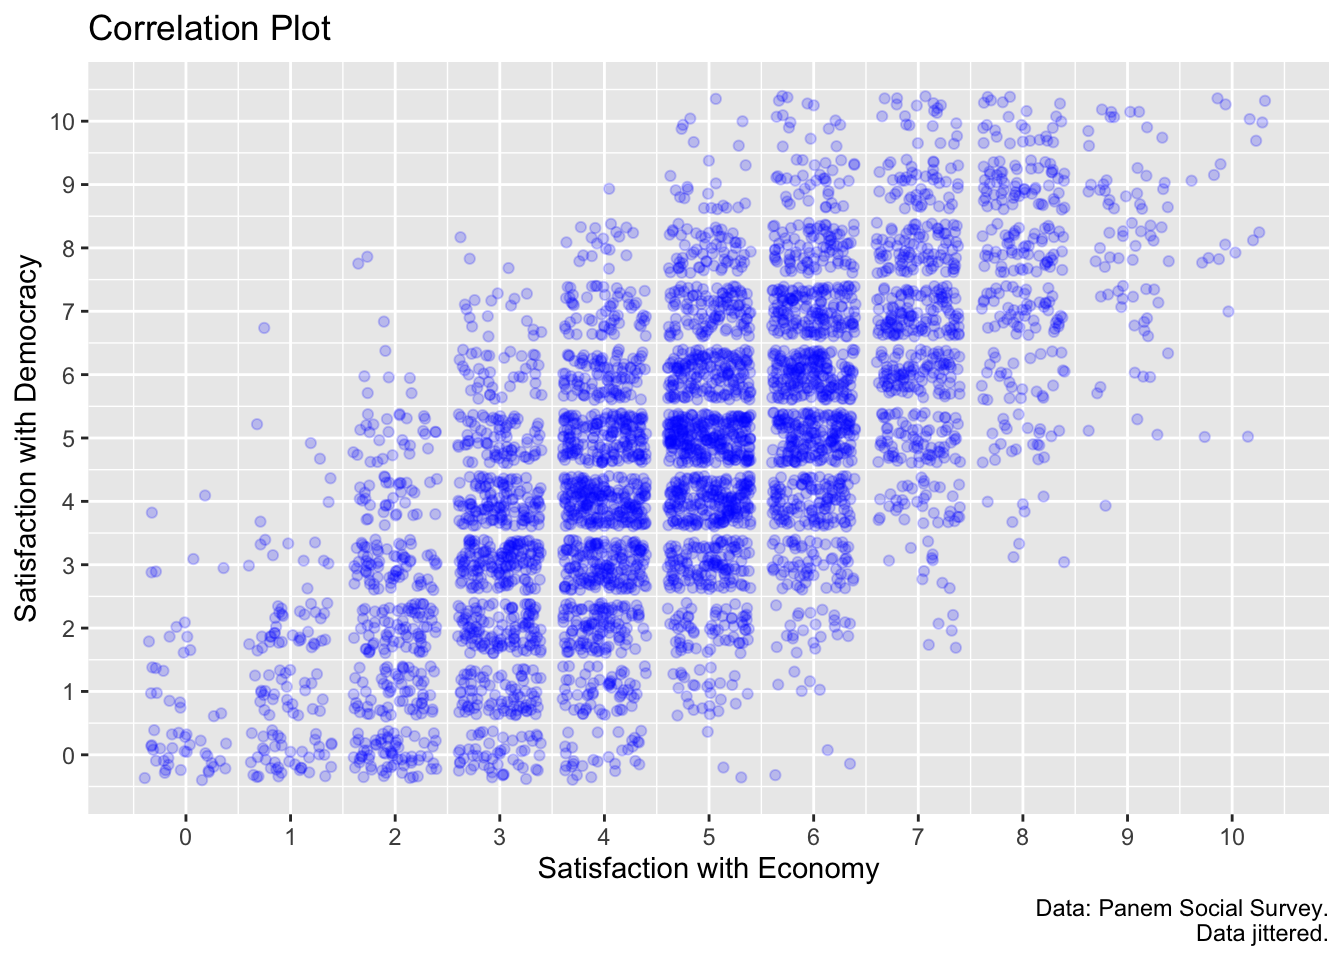 Correlation Plot
10
9
8
7
6
5
4
3
2
1
0
Satisfaction with Democracy
0 1 2 3 4 5 6 7 8 9 10
Satisfaction with Economy
Data: Panem Social Survey.
Data jittered.